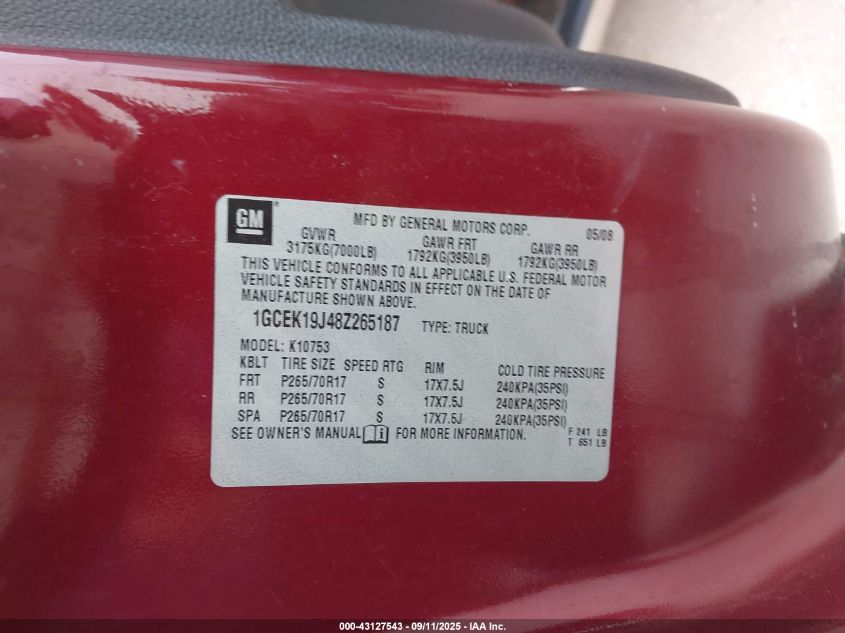 GM
MFD BY GENERAL MOTORS CORP. 05/08
GVWR GAWR FRT GAWR RR
3175KG(7000LB) 1792KG(3950LB) 1792KG(3950LB)
THIS VEHICLE CONFORMS TO ALL APPLICABLE U.S. FEDERAL MOTOR
VEHICLE SAFETY STANDARDS IN EFFECT ON THE DATE OF
MANUFACTURE SHOWN ABOVE.
1GCEK19J48Z265187 TYPE: TRUCK
MODEL: K10753
KBLT TIRE SIZE SPEED RTG RIM COLD TIRE PRESSURE
FRT P265/70R17 S 17X7.5J 240KPA(35PSI)
RR P265/70R17 S 17X7.5J 240KPA(35PSI)
SPA P265/70R17 S 17X7.5J 240KPA(35PSI)
SEE OWNER'S MANUAL FOR MORE INFORMATION.
F 241 LB
T 651 LB
000-43127543 - 09/11/2025 - IAA Inc.